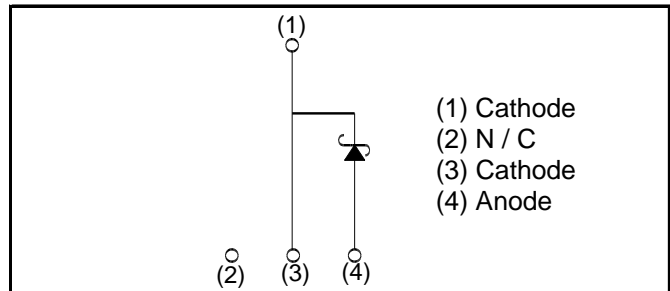 (1)
(1) Cathode
(2) N / C
(3) Cathode
(4) Anode
(2) (3) (4)